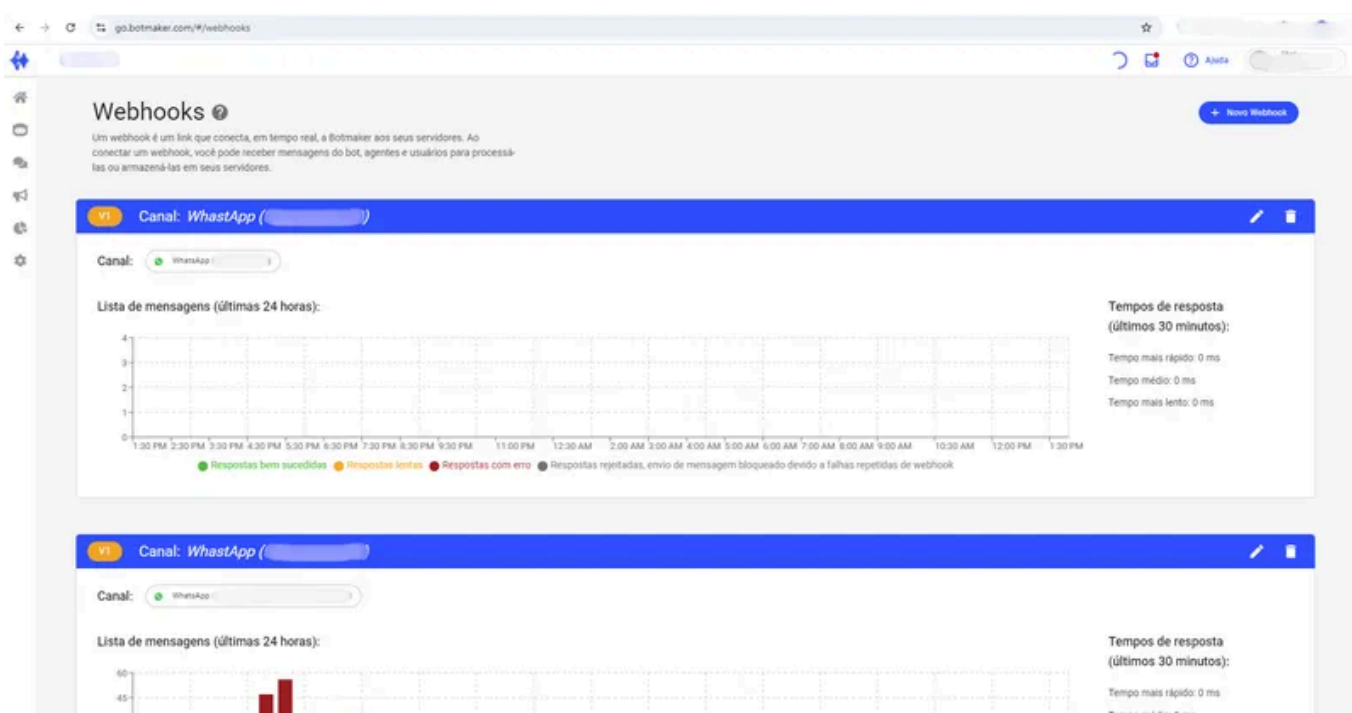 go.botmaker.com/#/webhooks
Ajuda
Webhooks
+ Novo Webhook
Um webhook é um link que conecta, em tempo real, a Botmaker aos seus servidores. Ao
conectar um webhook, você pode receber mensagens do bot, agentes e usuários para processá-
las ou armazená-las em seus servidores.
V1 Canal: WhastApp ( )
Canal: WhatsApp
Lista de mensagens (últimas 24 horas):
Tempos de resposta
(últimos 30 minutos):
Tempo mais rápido: 0 ms
Tempo médio: 0 ms
Tempo mais lento: 0 ms
4
3
2
1
0
1:30 PM 2:30 PM 3:30 PM 4:30 PM 5:30 PM 6:30 PM 7:30 PM 8:30 PM 9:30 PM 11:00 PM 12:30 AM 2:00 AM 3:00 AM 4:00 AM 5:00 AM 6:00 AM 7:00 AM 8:00 AM 9:00 AM 10:30 AM 12:00 PM 1:30 PM
Respostas bem sucedidas Respostas lentas Respostas com erro Respostas rejeitadas, envio de mensagem bloqueado devido a falhas repetidas de webhook
V1 Canal: WhastApp ( )
Canal: WhatsApp
Lista de mensagens (últimas 24 horas):
Tempos de resposta
(últimos 30 minutos):
Tempo mais rápido: 0 ms
60
45